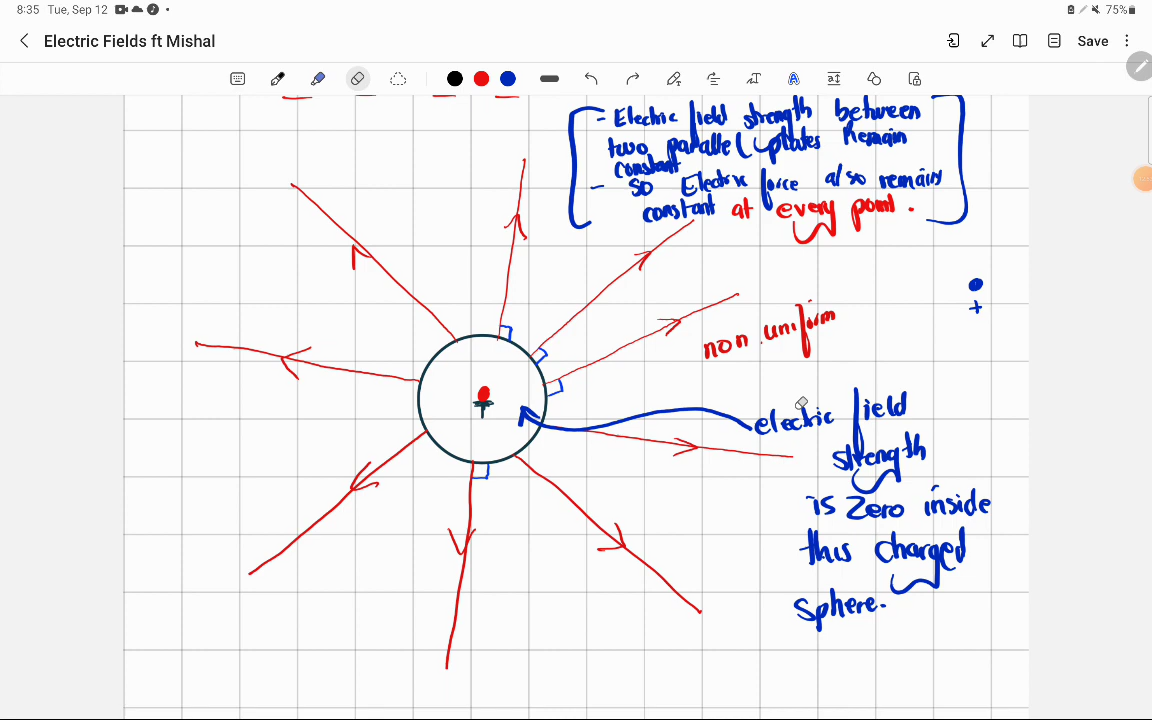 8:35 Tue, Sep 12
75%
Electric Fields ft Mishal
Save
- Electric field strength between
two parallel plates remain
constant
- so Electric force also remain
constant at every point.
+
non uniform
+
electric field
strength
is zero inside
this charged
sphere.